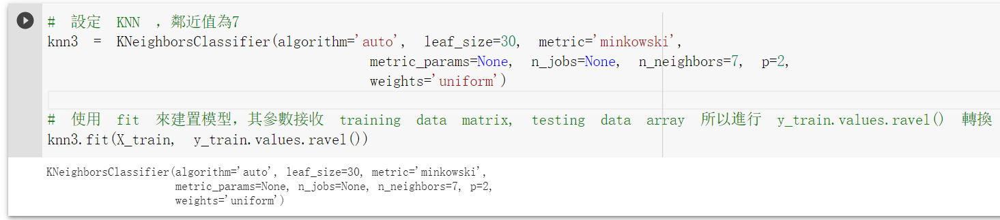 # 設定 KNN ，鄰近值為7
knn3 = KNeighborsClassifier(algorithm='auto', leaf_size=30, metric='minkowski',
metric_params=None, n_jobs=None, n_neighbors=7, p=2,
weights='uniform')
# 使用 fit 來建置模型，其參數接收 training data matrix, testing data array 所以進行 y_train.values.ravel() 轉換
knn3.fit(X_train, y_train.values.ravel())
KNeighborsClassifier(algorithm='auto', leaf_size=30, metric='minkowski',
metric_params=None, n_jobs=None, n_neighbors=7, p=2,
weights='uniform')